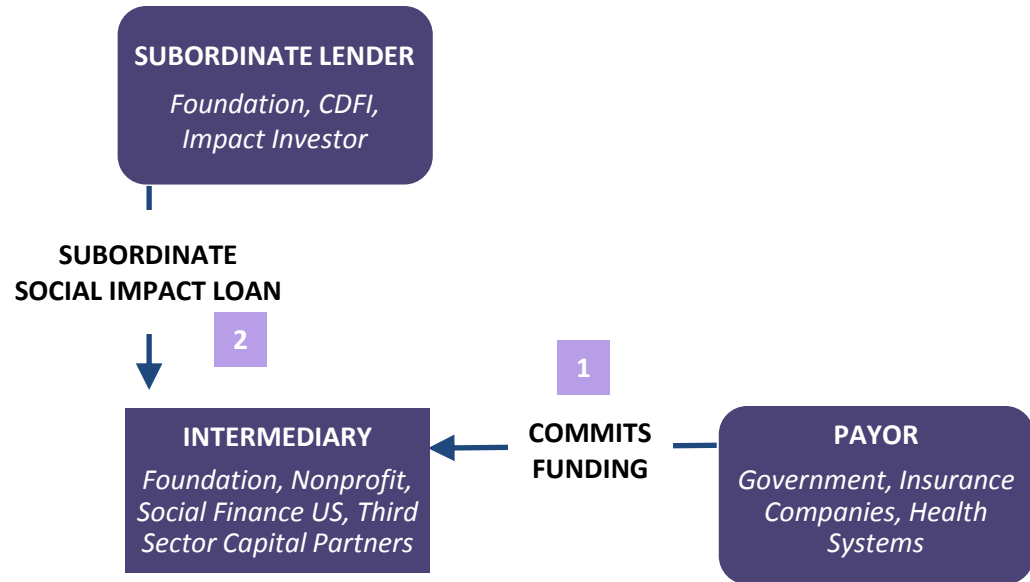 SUBORDINATE LENDER
Foundation, CDFI,
Impact Investor
SUBORDINATE
SOCIAL IMPACT LOAN
2
1
INTERMEDIARY
Foundation, Nonprofit,
Social Finance US, Third
Sector Capital Partners
COMMITS
FUNDING
PAYOR
Government, Insurance
Companies, Health
Systems